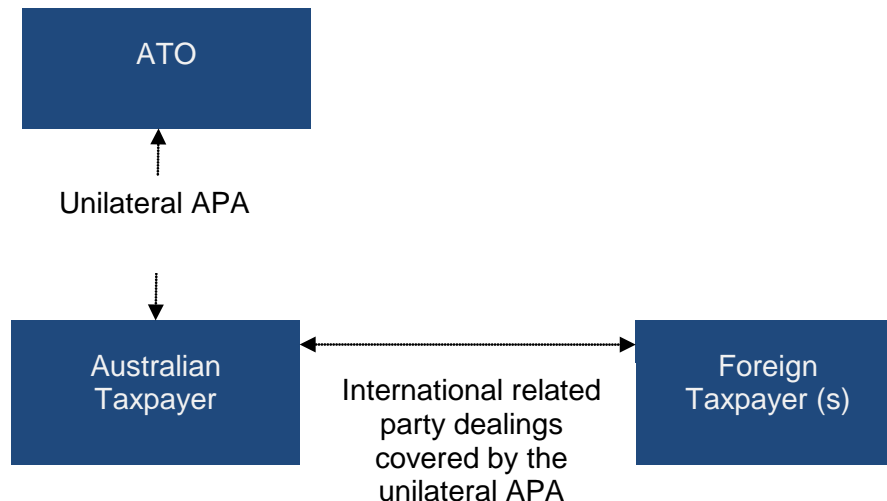 ATO
Unilateral APA
Australian
Taxpayer
International related
party dealings
covered by the
unilateral APA
Foreign
Taxpayer (s)